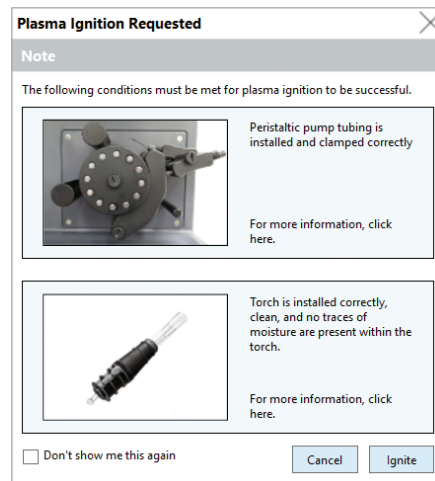 Plasma Ignition Requested
Note
The following conditions must be met for plasma ignition to be successful.
Peristaltic pump tubing is
installed and clamped correctly
For more information, click
here.
Torch is installed correctly,
clean, and no traces of
moisture are present within the
torch.
For more information, click
here.
Don't show me this again
Cancel
Ignite